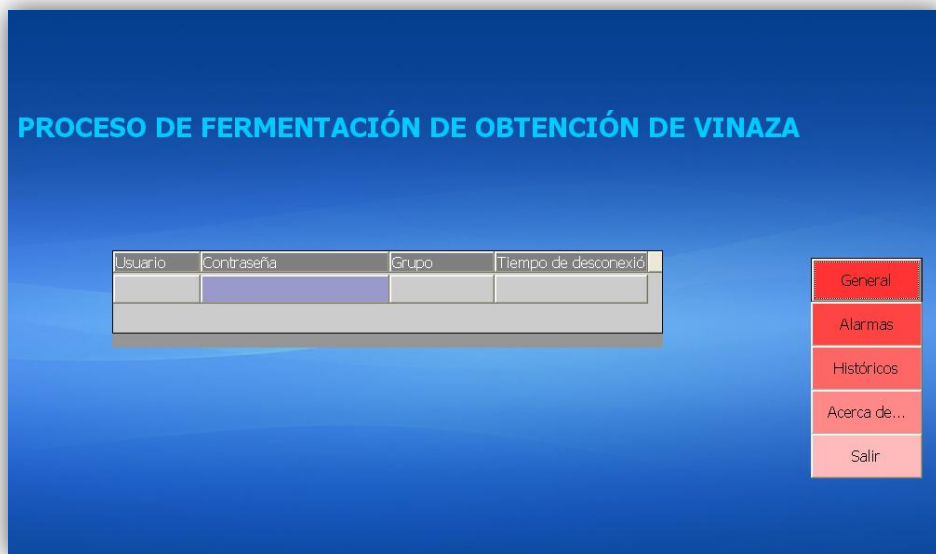 PROCESO DE FERMENTACIÓN DE OBTENCIÓN DE VINAZA
Usuario Contraseña Grupo Tiempo de desconexió
General
Alarmas
Históricos
Acerca de...
Salir